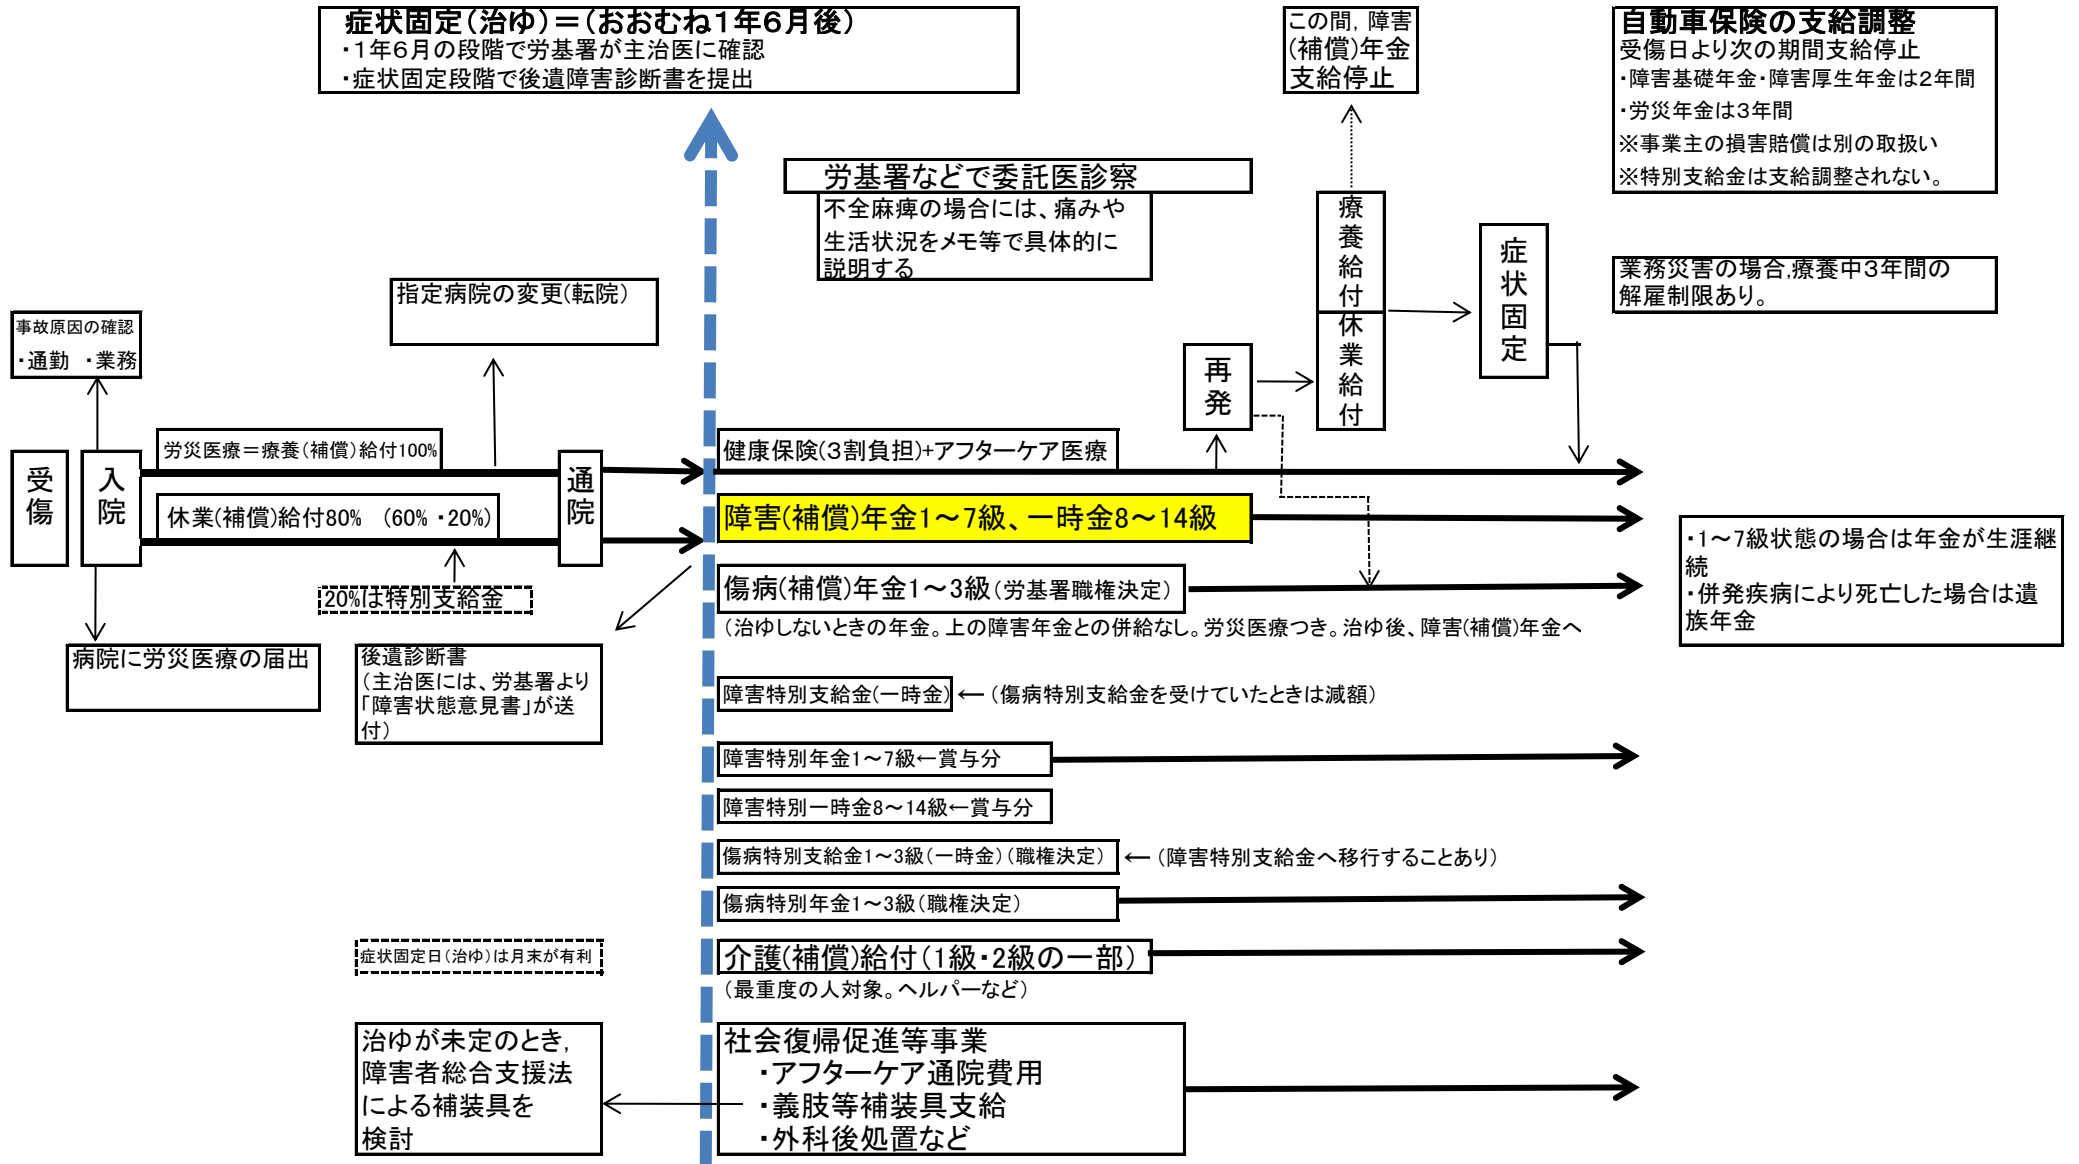 症状固定（治ゆ）＝（おおむね１年６月後）
・１年６月の段階で労基署が主治医に確認
・症状固定段階で後遺障害診断書を提出
この間，障害
(補償)年金
支給停止
自動車保険の支給調整
受傷日より次の期間支給停止
・障害基礎年金・障害厚生年金は２年間
・労災年金は３年間
※事業主の損害賠償は別の取扱い
※特別支給金は支給調整されない。
労基署などで委託医診察
不全麻痺の場合には、痛みや
生活状況をメモ等で具体的に
説明する
療養給付
休業給付
症状固定
業務災害の場合，療養中３年間の
解雇制限あり。
指定病院の変更（転院）
事故原因の確認
・通勤　・業務
再発
受傷
入院
労災医療＝療養（補償）給付100%
休業(補償)給付80%　（60%・20%）
通院
20%は特別支給金
健康保険（３割負担）+アフターケア医療
障害(補償)年金1～7級、一時金8～14級
傷病(補償)年金1～3級（労基署職権決定）
（治ゆしないときの年金。上の障害年金との併給なし。労災医療つき。治ゆ後、障害(補償)年金へ
・1～7級状態の場合は年金が生涯継
続
・併発疾病により死亡した場合は遺
族年金
病院に労災医療の届出
後遺診断書
（主治医には、労基署より
「障害状態意見書」が送
付）
障害特別支給金（一時金）←（傷病特別支給金を受けていたときは減額）
障害特別年金1～7級←賞与分
障害特別一時金8～14級←賞与分
傷病特別支給金1～3級（一時金）（職権決定）←（障害特別支給金へ移行することあり）
傷病特別年金1～3級（職権決定）
症状固定日（治ゆ）は月末が有利
介護(補償)給付（1級・2級の一部）
（最重度の人対象。ヘルパーなど）
治ゆが未定のとき，
障害者総合支援法
による補装具を
検討
社会復帰促進等事業
・アフターケア通院費用
・義肢等補装具支給
・外科後処置など